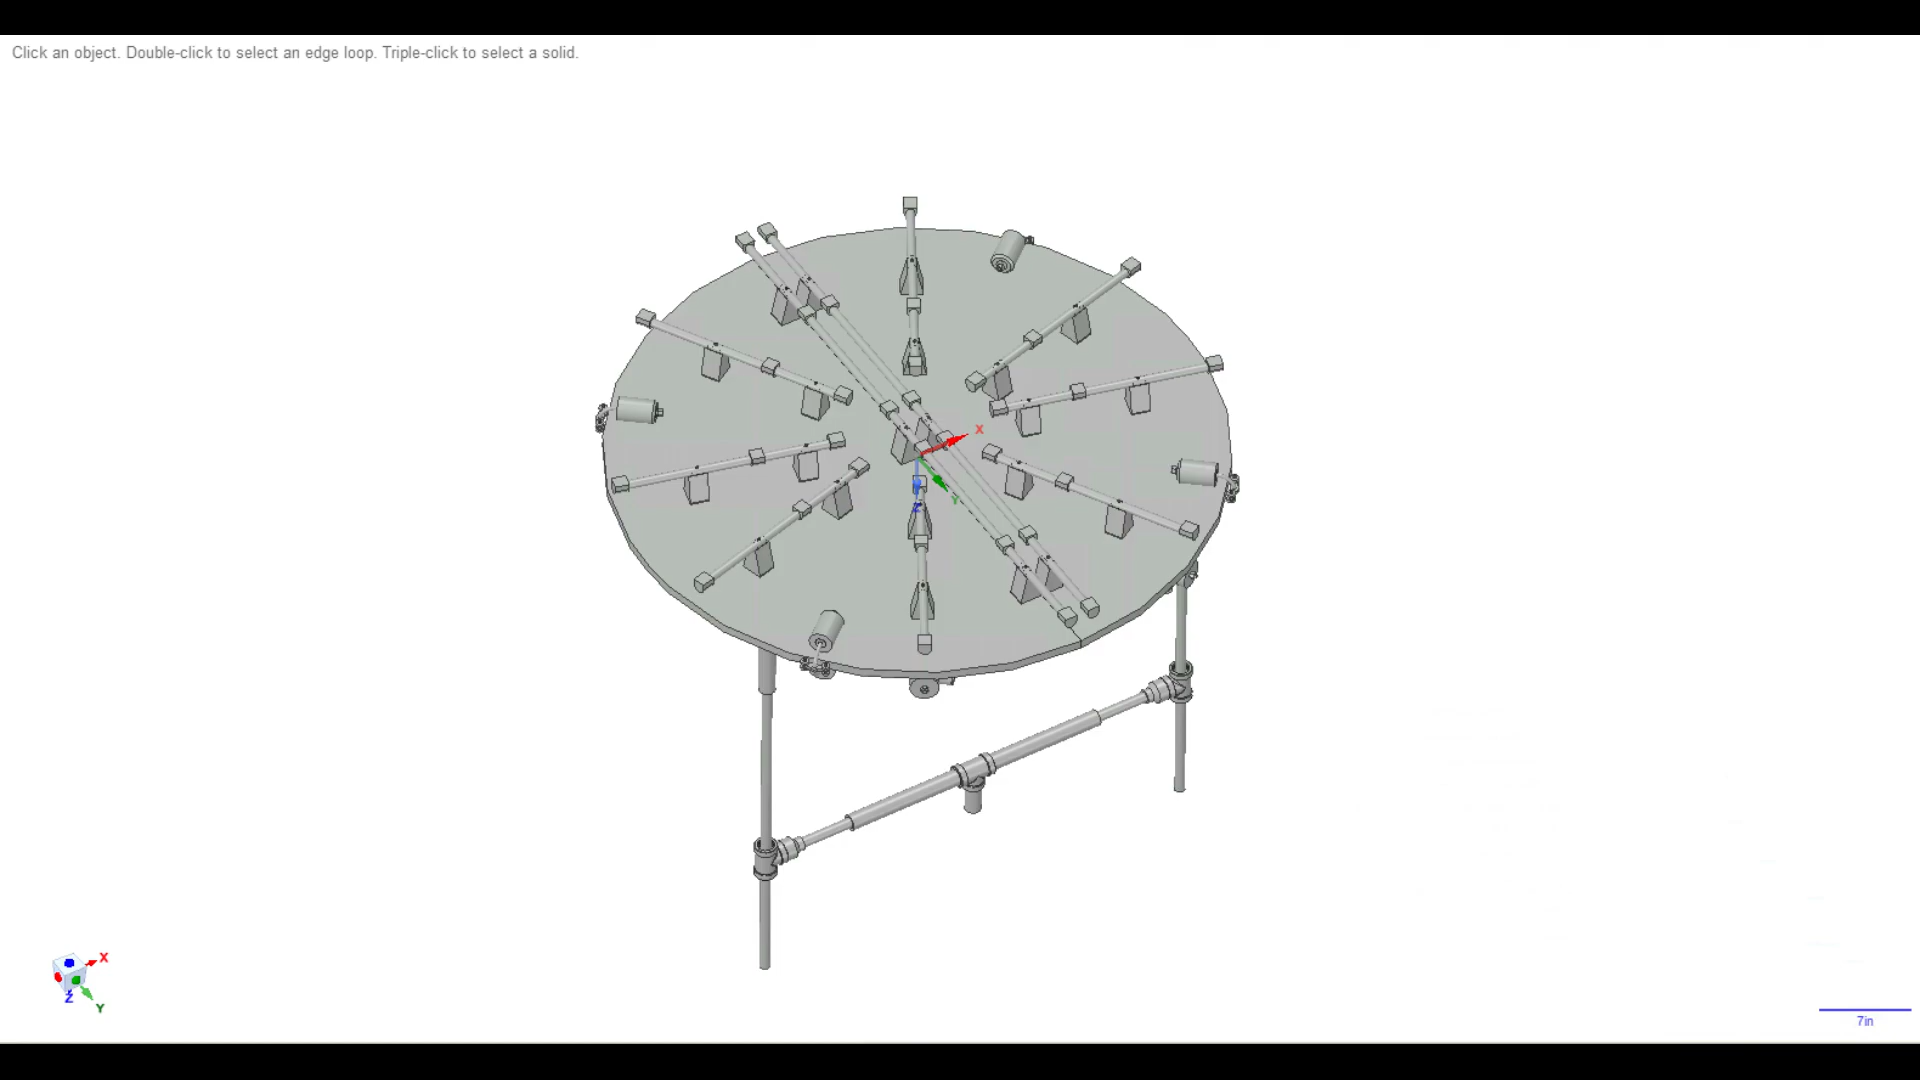 Click an object. Double-click to select an edge loop. Triple-click to select a solid.
X
Y
Z
X
Z
Y
7in